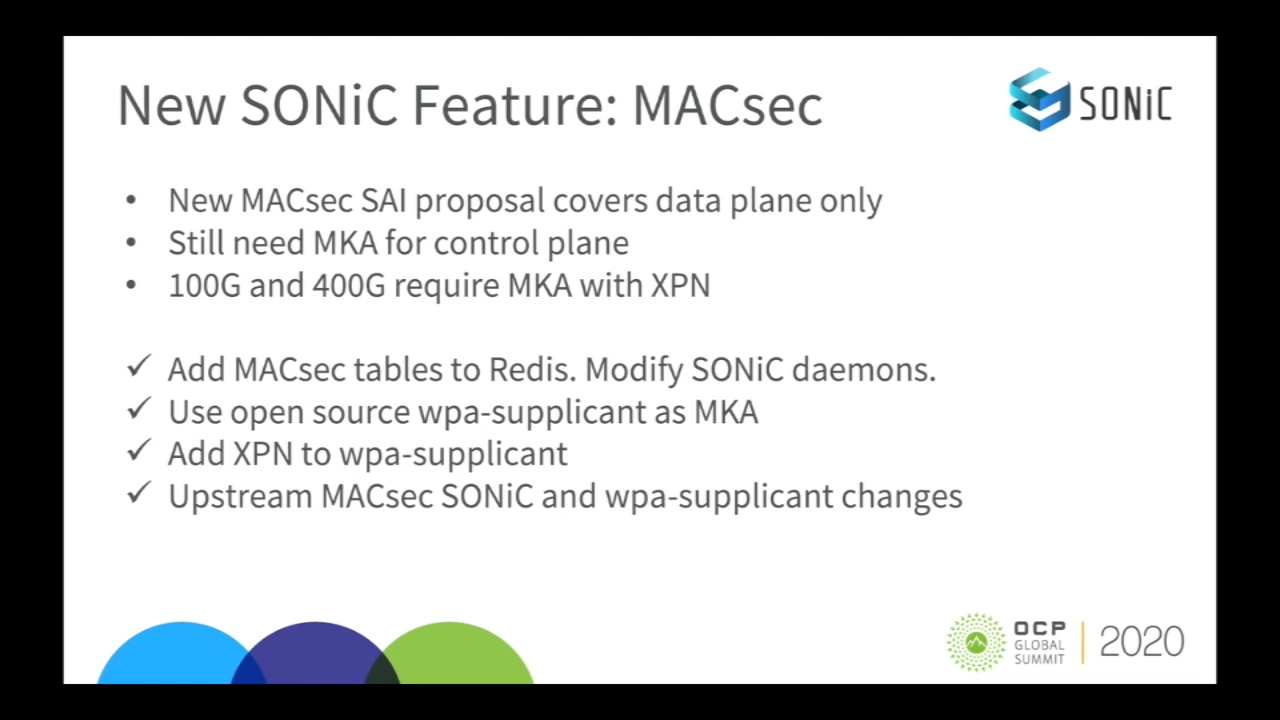 New SONiC Feature: MACsec
SONiC
• New MACsec SAI proposal covers data plane only
• Still need MKA for control plane
• 100G and 400G require MKA with XPN
✓ Add MACsec tables to Redis. Modify SONiC daemons.
✓ Use open source wpa-supplicant as MKA
✓ Add XPN to wpa-supplicant
✓ Upstream MACsec SONiC and wpa-supplicant changes
OCP
GLOBAL
SUMMIT
2020